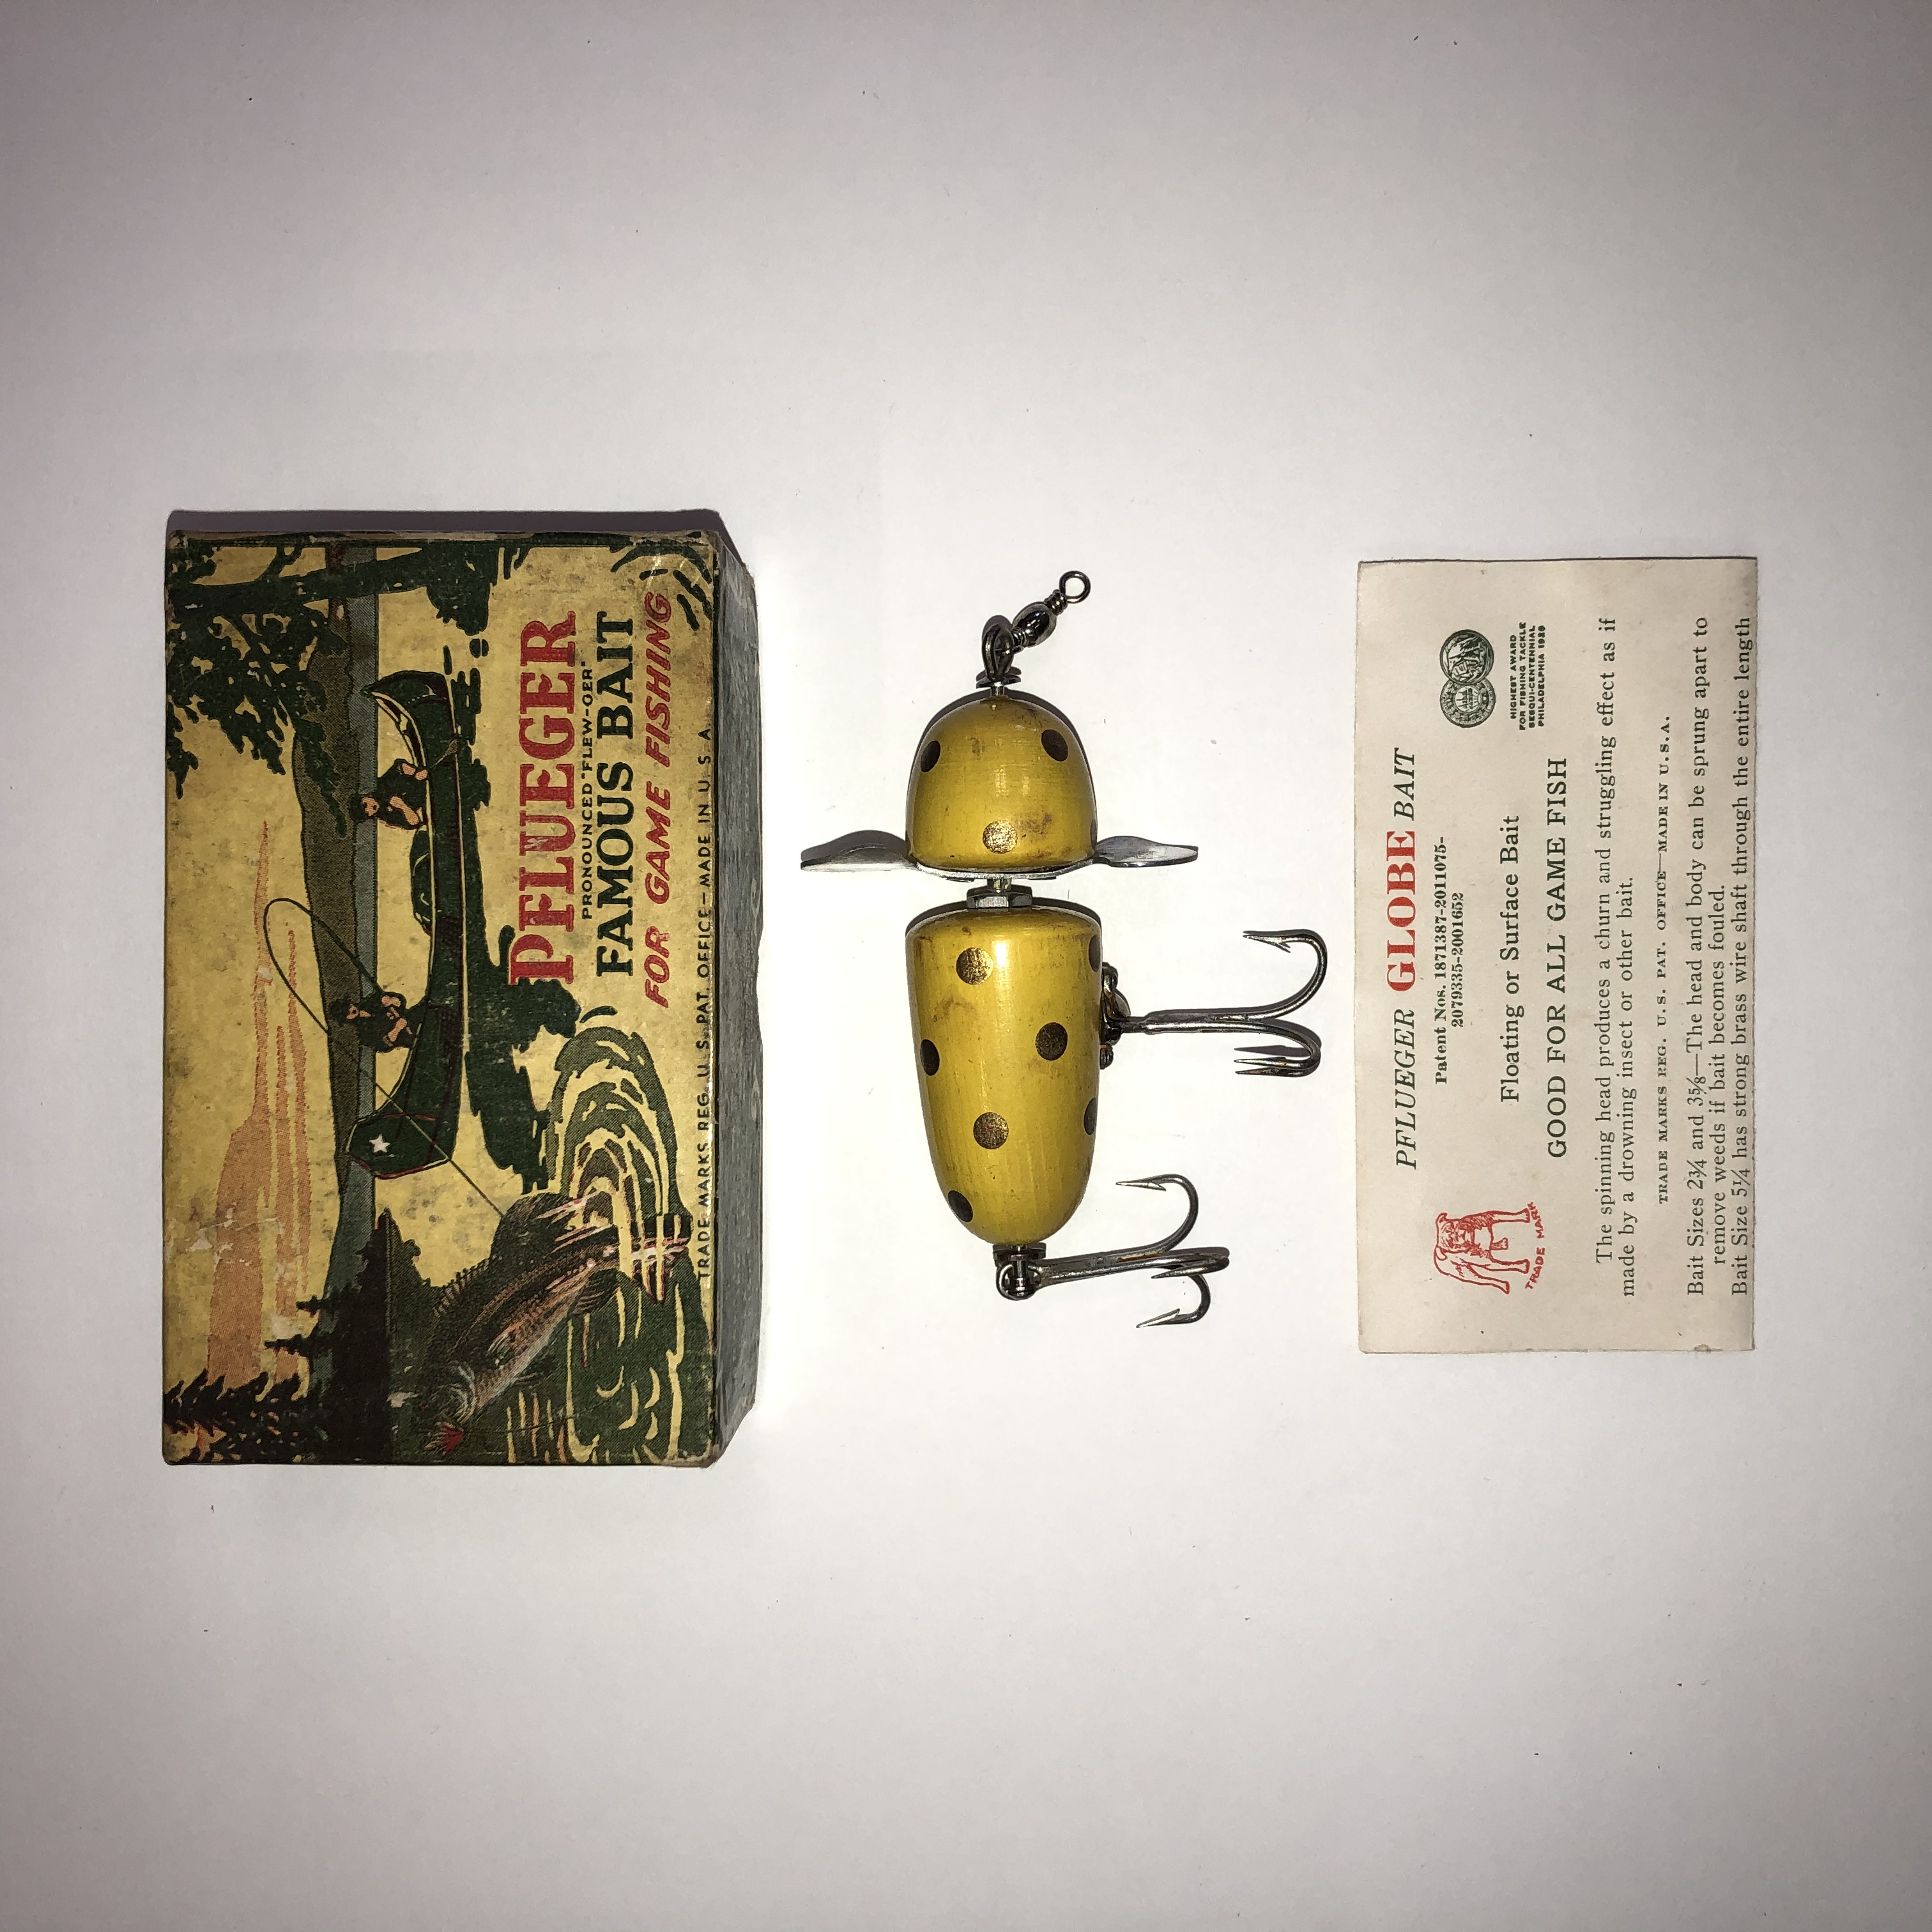 PFLUEGER
PRONOUNCED "FLEW-GER"
FAMOUS BAIT
FOR GAME FISHING
TRADE MARKS REG. U.S. PAT. OFFICE—MADE IN U.S.A.
PFLUEGER GLOBE BAIT
Patent Nos. 1871387-2011075-
2079335-2001652
TRADE MARK
Floating or Surface Bait
HIGHEST AWARD
FOR FISHING TACKLE
SESQUI-CENTENNIAL
PHILADELPHIA 1926
GOOD FOR ALL GAME FISH
The spinning head produces a churn and struggling effect as if
made by a drowning insect or other bait.
TRADE MARKS REG. U.S. PAT. OFFICE—MADE IN U.S.A.
Bait Sizes 2¾ and 3⅝—The head and body can be sprung apart to
remove weeds if bait becomes fouled.
Bait Size 5¼ has strong brass wire shaft through the entire length